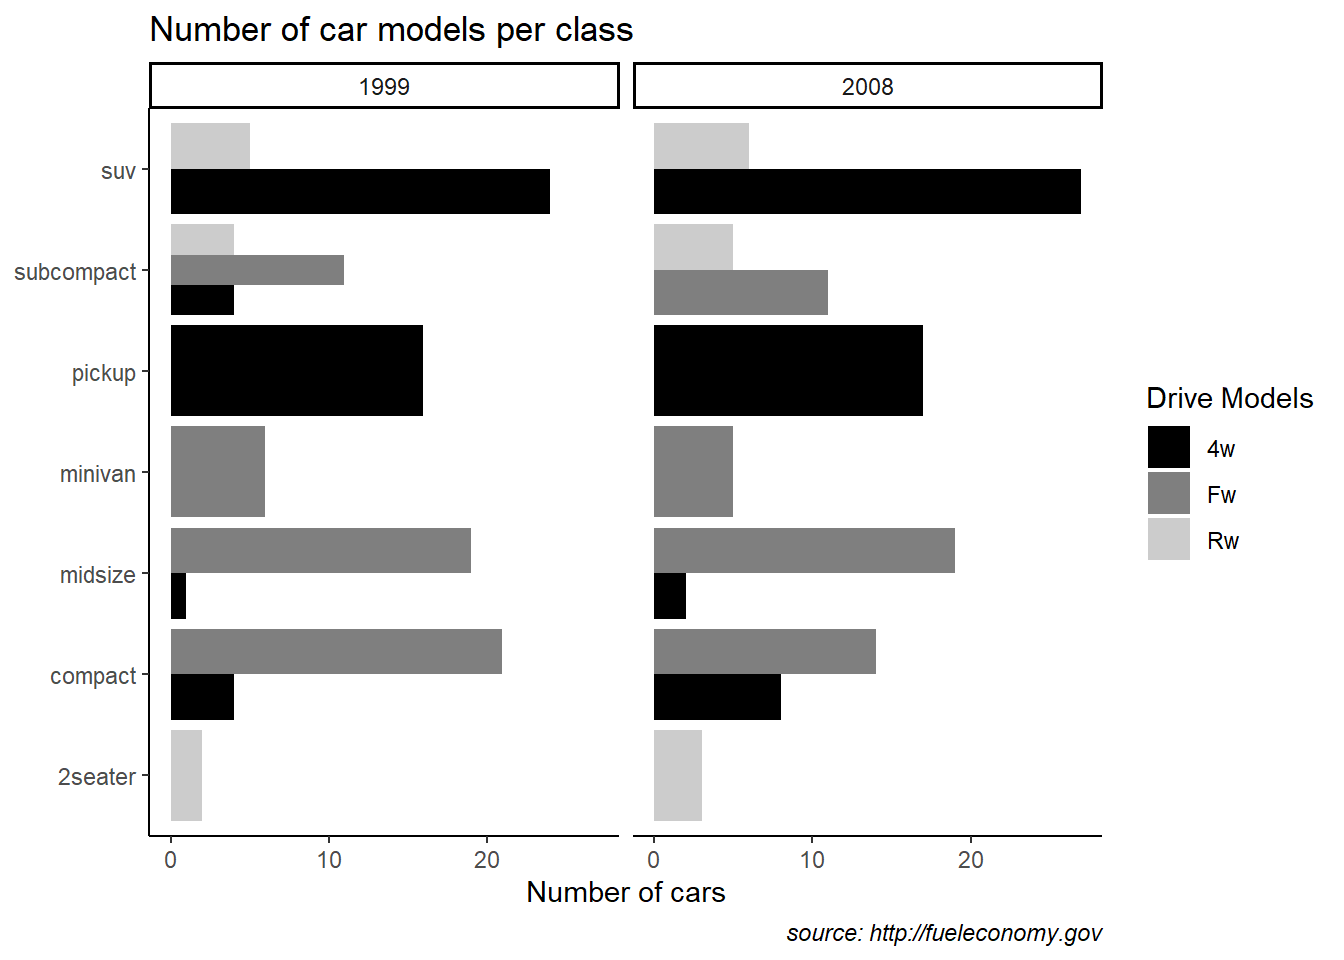 Number of car models per class
1999
2008
suv
subcompact
pickup
minivan
midsize
compact
2seater
0
10
20
0
10
20
Number of cars
source: http://fueleconomy.gov
Drive Models
4w
Fw
Rw